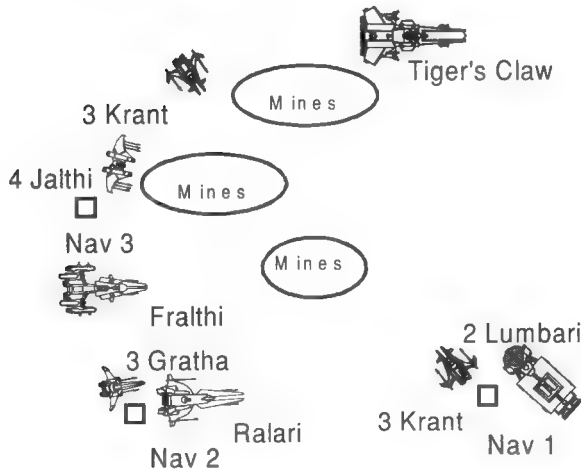 Tiger's Claw
Mines
3 Krant
4 Jalthi
Mines
Nav 3
Mines
Fralthi
2 Lumbari
3 Gratha
3 Krant
Ralari
Nav 2
Nav 1